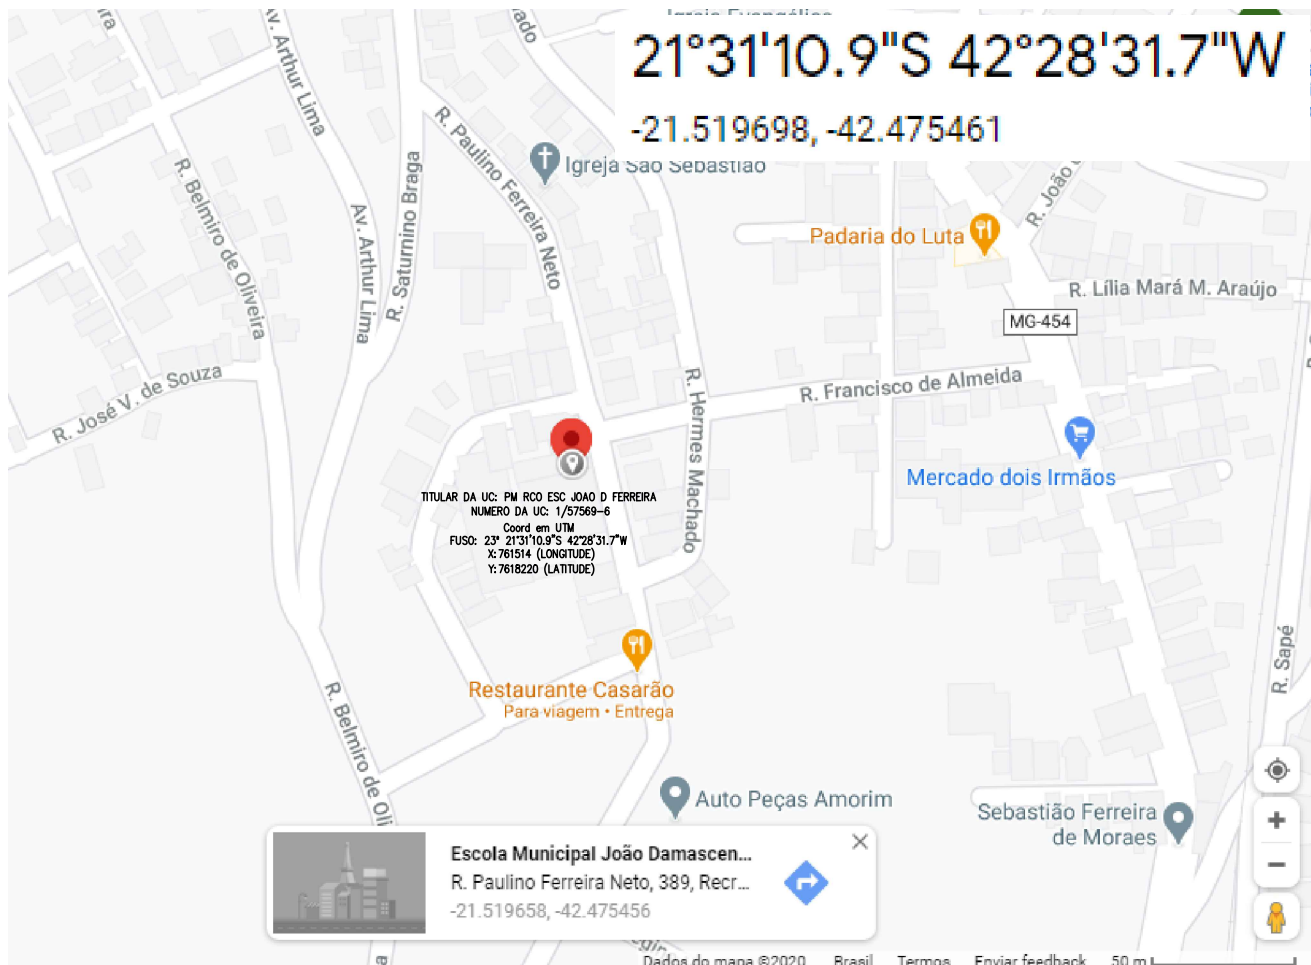 Igreja Evangélica
21°31'10.9"S 42°28'31.7"W
-21.519698, -42.475461
Av. Arthur Lima
R. Paulino Ferreira Neto
Igreja São Sebastião
R. Belmiro de Oliveira
Av. Arthur Lima
R. Saturnino Braga
Padaria do Luta
R. João
R. Lília Mará M. Araújo
MG-454
R. José V. de Souza
R. Hermes Machado
R. Francisco de Almeida
Mercado dois Irmãos
TITULAR DA UC: PM RCO ESC JOAO D FERREIRA
NUMERO DA UC: 1/57569-6
Coord em UTM
FUSO: 23° 21°31'10.9"S 42°28'31.7"W
X: 761514 (LONGITUDE)
Y: 7618220 (LATITUDE)
R. Sapé
Restaurante Casarão
Para viagem • Entrega
R. Belmiro de Oli
Auto Peças Amorim
Sebastião Ferreira
de Moraes
Escola Municipal João Damascen...
R. Paulino Ferreira Neto, 389, Recr...
-21.519658, -42.475456
Dados do mapa ©2020 Brasil Termos Enviar feedback 50 m